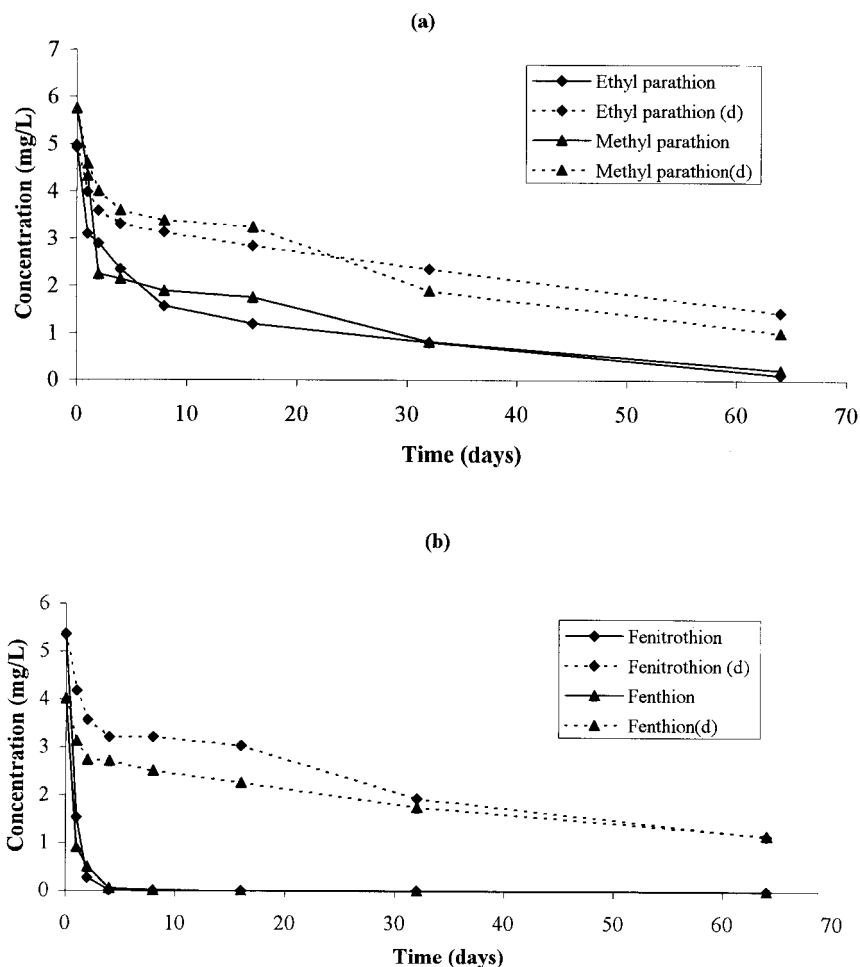 (a)
Concentration (mg/L)
7
6
5
4
3
2
1
0
0 10 20 30 40 50 60 70
Time (days)
Ethyl parathion
Ethyl parathion (d)
Methyl parathion
Methyl parathion(d)
(b)
Concentration (mg/L)
6
5
4
3
2
1
0
0 10 20 30 40 50 60 70
Time (days)
Fenitrothion
Fenitrothion (d)
Fenthion
Fenthion(d)